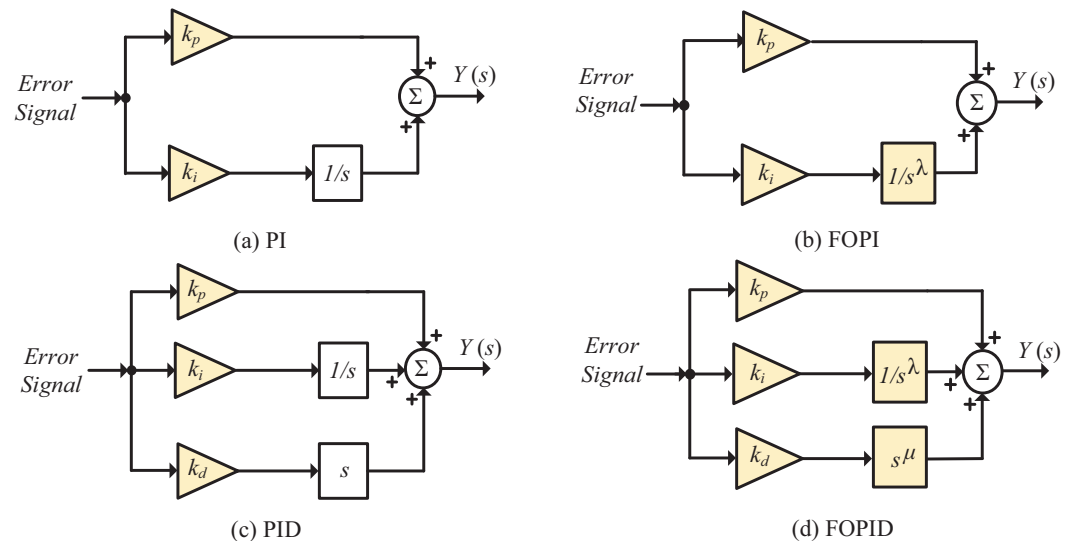 k_p
Error
Signal
+
Σ
Y (s)
+
k_i
1/s
(a) PI
k_p
Error
Signal
+
Σ
Y (s)
+
k_i
1/s^λ
(b) FOPI
k_p
+
Error
Signal
k_i
1/s
+
Σ
Y (s)
+
k_d
s
(c) PID
k_p
+
Error
Signal
k_i
1/s^λ
+
Σ
Y (s)
+
k_d
s^μ
(d) FOPID